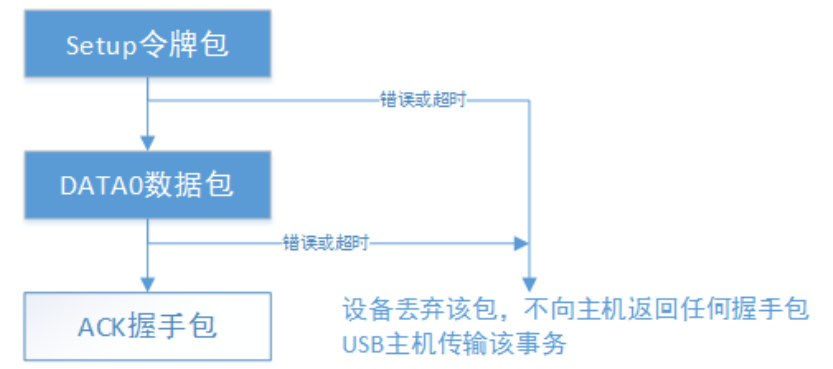 Setup令牌包
错误或超时
DATA0数据包
错误或超时
ACK握手包
设备丢弃该包，不向主机返回任何握手包
USB主机传输该事务